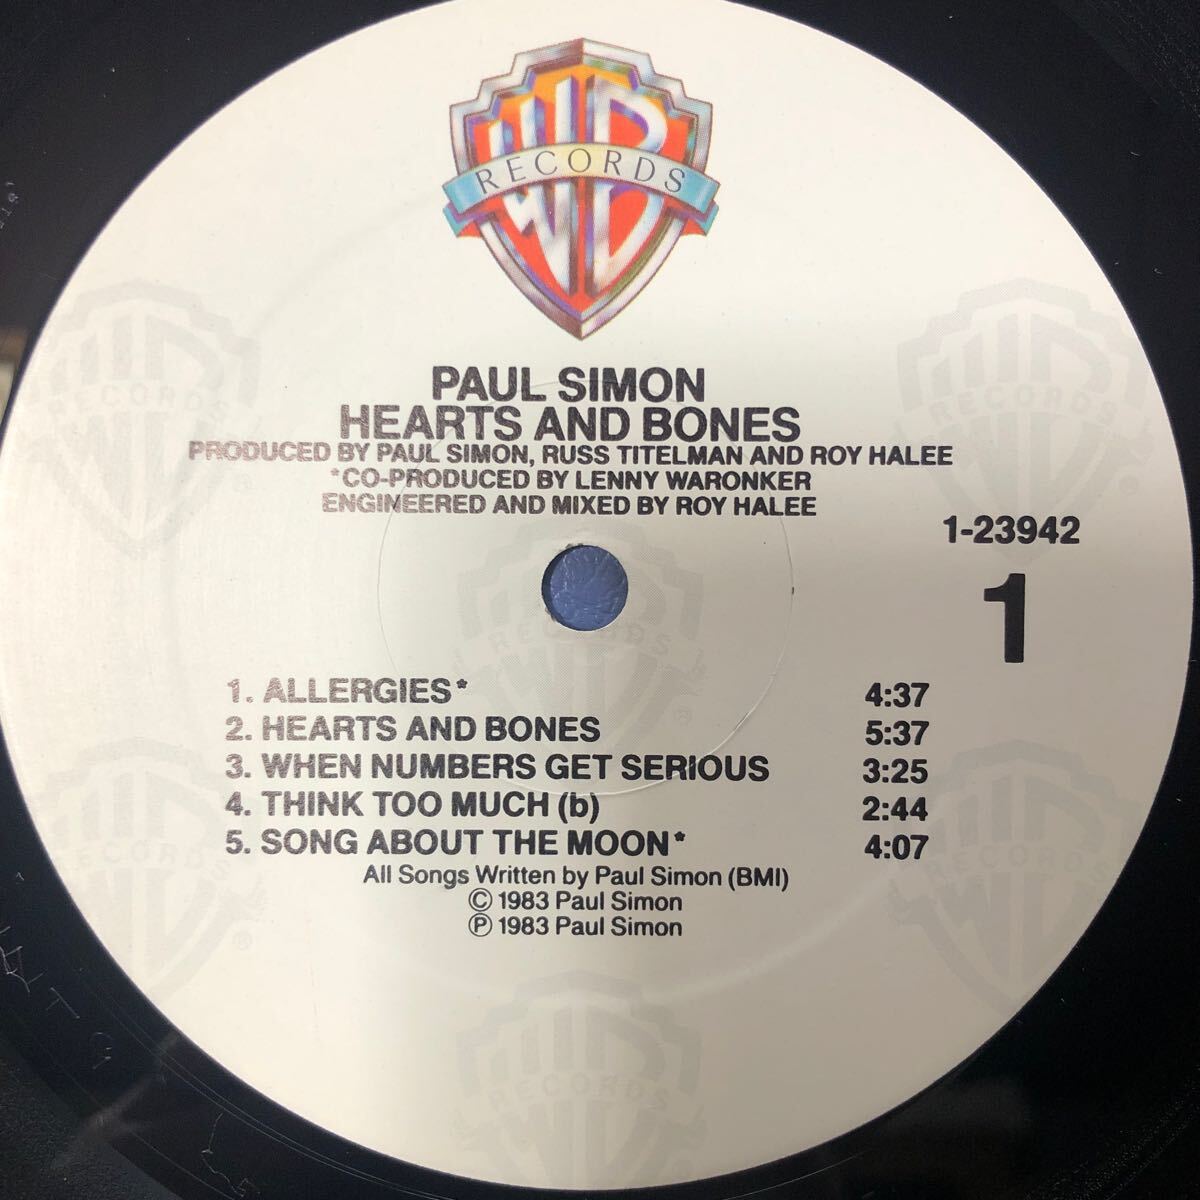 WB
RECORDS
PAUL SIMON
HEARTS AND BONES
PRODUCED BY PAUL SIMON, RUSS TITELMAN AND ROY HALEE
*CO-PRODUCED BY LENNY WARONKER
ENGINEERED AND MIXED BY ROY HALEE
1-23942
1
1. ALLERGIES* 4:37
2. HEARTS AND BONES 5:37
3. WHEN NUMBERS GET SERIOUS 3:25
4. THINK TOO MUCH (b) 2:44
5. SONG ABOUT THE MOON* 4:07
All Songs Written by Paul Simon (BMI)
© 1983 Paul Simon
℗ 1983 Paul Simon